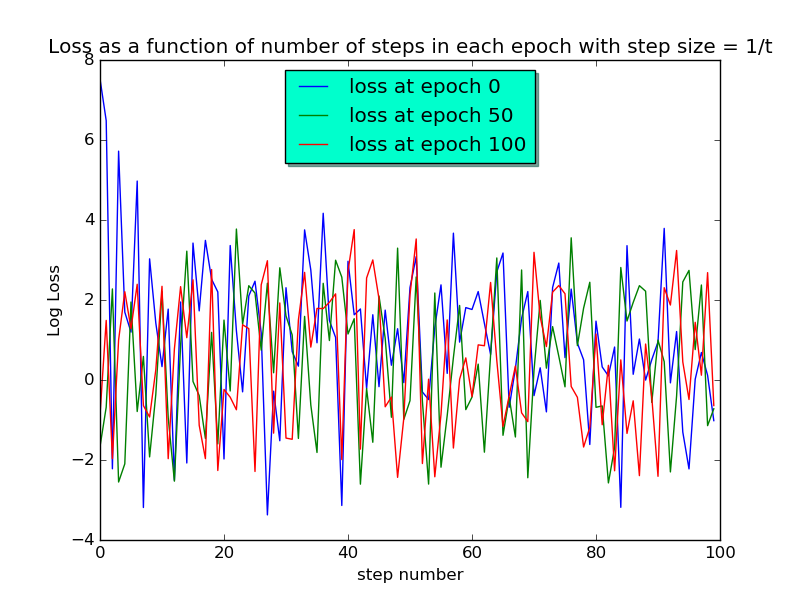 Loss as a function of number of steps in each epoch with step size = 1/t
loss at epoch 0
loss at epoch 50
loss at epoch 100
Log Loss
8
6
4
2
0
−2
−4
0 20 40 60 80 100
step number